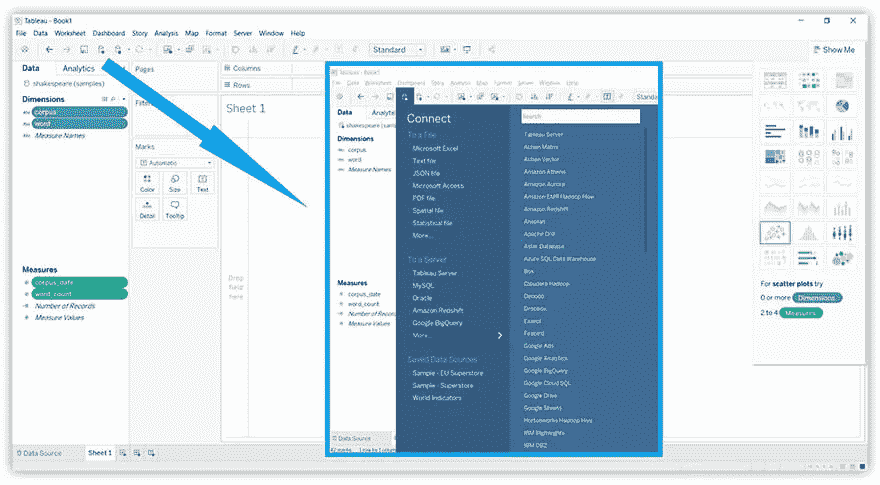 Tableau - Book1
File Data Worksheet Dashboard Story Analysis Map Format Server Window Help
Standard
Show Me
Data Analytics
Pages
Columns
Rows
shakespeare (samples)
Dimensions
corpus
word
Measure Names
Sheet 1
Marks
Automatic
Color Size Text
Detail Tooltip
Drop
field
here
Measures
corpus_date
word_count
Number of Records
Measure Values
Tableau - Book1
File Data Worksheet Dashboard Story Analysis Map Format Server Window Help
Data
shakespeare
Dimensions
corpus
word
Measure Names
Measures
corpus_date
word_count
Number of
Measure Values
Data Source
Connect
To a File
Microsoft Excel
Text file
JSON file
Microsoft Access
PDF file
Spatial file
Statistical file
More...
To a Server
Tableau Server
MySQL
Oracle
Amazon Redshift
Google BigQuery
More...
Saved Data Sources
Sample - EU Superstore
Sample - Superstore
World Indicators
Search
Tableau Server
Actian Matrix
Actian Vector
Amazon Athena
Amazon Aurora
Amazon EMR Hadoop Hive
Amazon Redshift
Anaplan
Apache Drill
Aster Database
Azure SQL Data Warehouse
Box
Cloudera Hadoop
Denodo
Dropbox
Exasol
Firebird
Google Ads
Google Analytics
Google BigQuery
Google Cloud SQL
Google Drive
Google Sheets
Hortonworks Hadoop Hive
IBM BigInsights
IBM DB2
For scatter plots try
0 or more Dimensions
2 to 4 Measures
Data Source Sheet 1